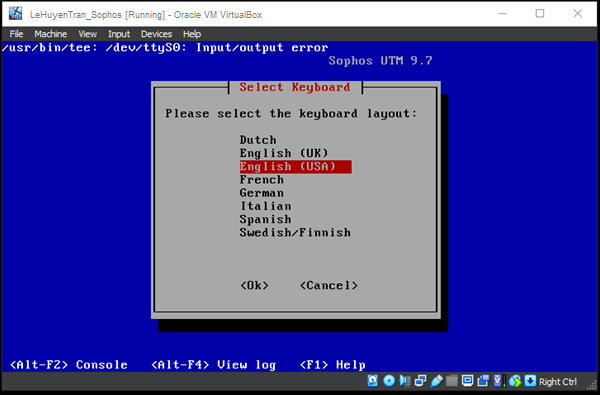 LeHuyenTran_Sophos [Running] - Oracle VM VirtualBox
File Machine View Input Devices Help
/usr/bin/tee: /dev/ttyS0: Input/output error
Sophos UTM 9.7
Select Keyboard
Please select the keyboard layout:
Dutch
English (UK)
English (USA)
French
German
Italian
Spanish
Swedish/Finnish
<Ok> <Cancel>
<Alt-F2> Console <Alt-F4> View log <F1> Help
Right Ctrl